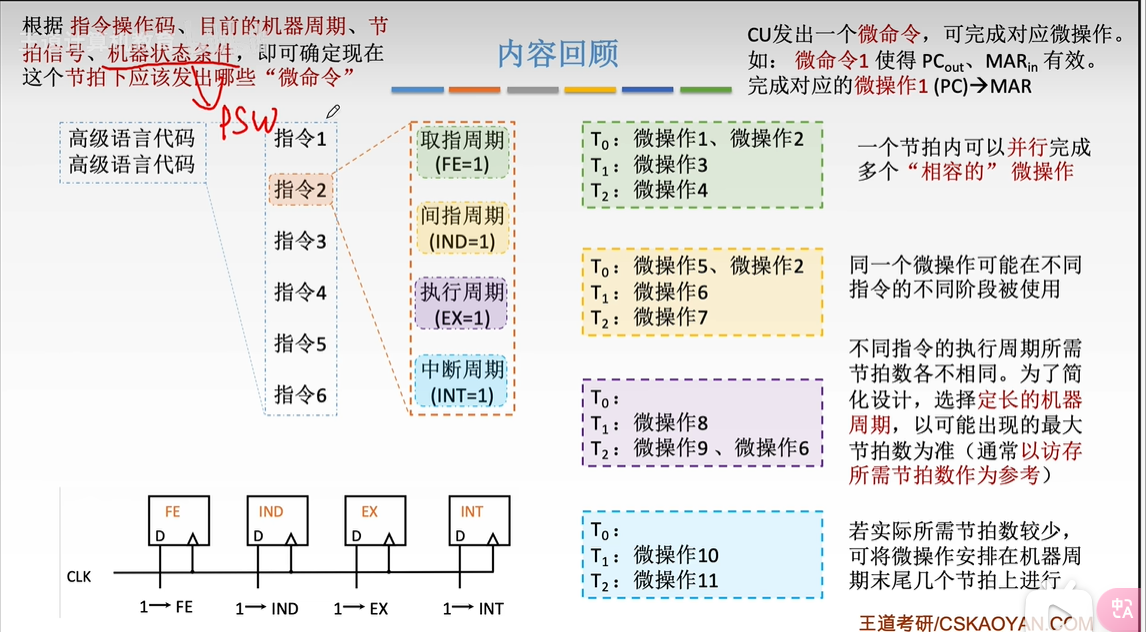 根据 指令操作码、目前的机器周期、节
拍信号、机器状态条件，即可确定现在
这个节拍下应该发出哪些“微命令”
PSW
内容回顾
CU发出一个微命令，可完成对应微操作。
如： 微命令1 使得 PCout、MARin 有效。
完成对应的微操作1 (PC)→MAR
高级语言代码
高级语言代码
指令1
指令2
指令3
指令4
指令5
指令6
取指周期
(FE=1)
间指周期
(IND=1)
执行周期
(EX=1)
中断周期
(INT=1)
T0：微操作1、微操作2
T1：微操作3
T2：微操作4
一个节拍内可以并行完成
多个“相容的”微操作
T0：微操作5、微操作2
T1：微操作6
T2：微操作7
同一个微操作可能在不同
指令的不同阶段被使用
T0：
T1：微操作8
T2：微操作9 、微操作6
不同指令的执行周期所需
节拍数各不相同。为了简
化设计，选择定长的机器
周期，以可能出现的最大
节拍数为准（通常以访存
所需节拍数作为参考）
T0：
T1：微操作10
T2：微操作11
若实际所需节拍数较少，
可将微操作安排在机器周
期末尾几个节拍上进行
FE
D
IND
D
EX
D
INT
D
CLK
1→ FE
1→ IND
1→ EX
1→ INT
王道考研/CSKAOYAN.COM